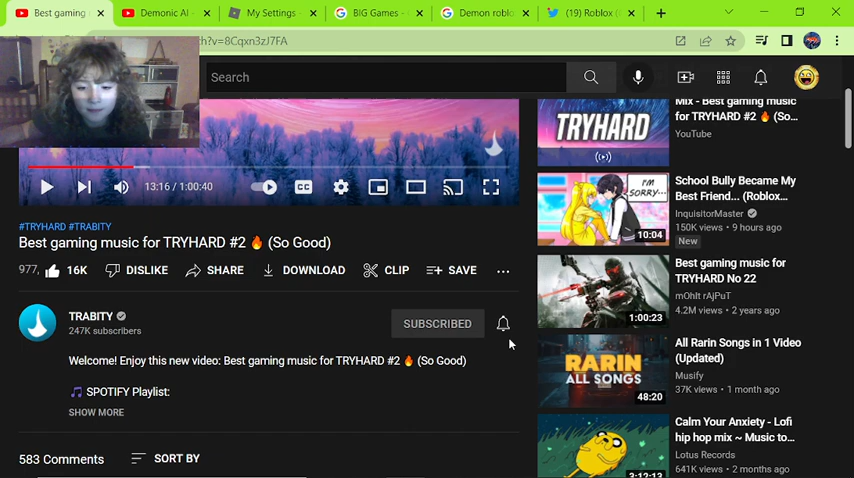 Best gaming
Demonic AI -
My Settings -
BIG Games -
Demon roblo
(19) Roblox (
ch?v=8Cqxn3zJ7FA
Search
TRYHARD
Mix - Best gaming music
for TRYHARD #2 🔥 (So...
YouTube
13:16 / 1:00:40
CC
#TRYHARD #TRABITY
Best gaming music for TRYHARD #2 🔥 (So Good)
977,
16K
DISLIKE
SHARE
DOWNLOAD
CLIP
SAVE
TRABITY
247K subscribers
SUBSCRIBED
Welcome! Enjoy this new video: Best gaming music for TRYHARD #2 🔥 (So Good)
🎵 SPOTIFY Playlist:
SHOW MORE
583 Comments
SORT BY
I'M
SORRY...
10:04
School Bully Became My
Best Friend... (Roblox...
InquisitorMaster
150K views • 9 hours ago
New
1:00:23
Best gaming music for
TRYHARD No 22
mOhIt rAjPuT
4.2M views • 2 years ago
RARIN
ALL SONGS
48:20
All Rarin Songs in 1 Video
(Updated)
Musify
37K views • 1 month ago
3:12:13
Calm Your Anxiety - Lofi
hip hop mix ~ Music to...
Lotus Records
641K views • 2 months ago